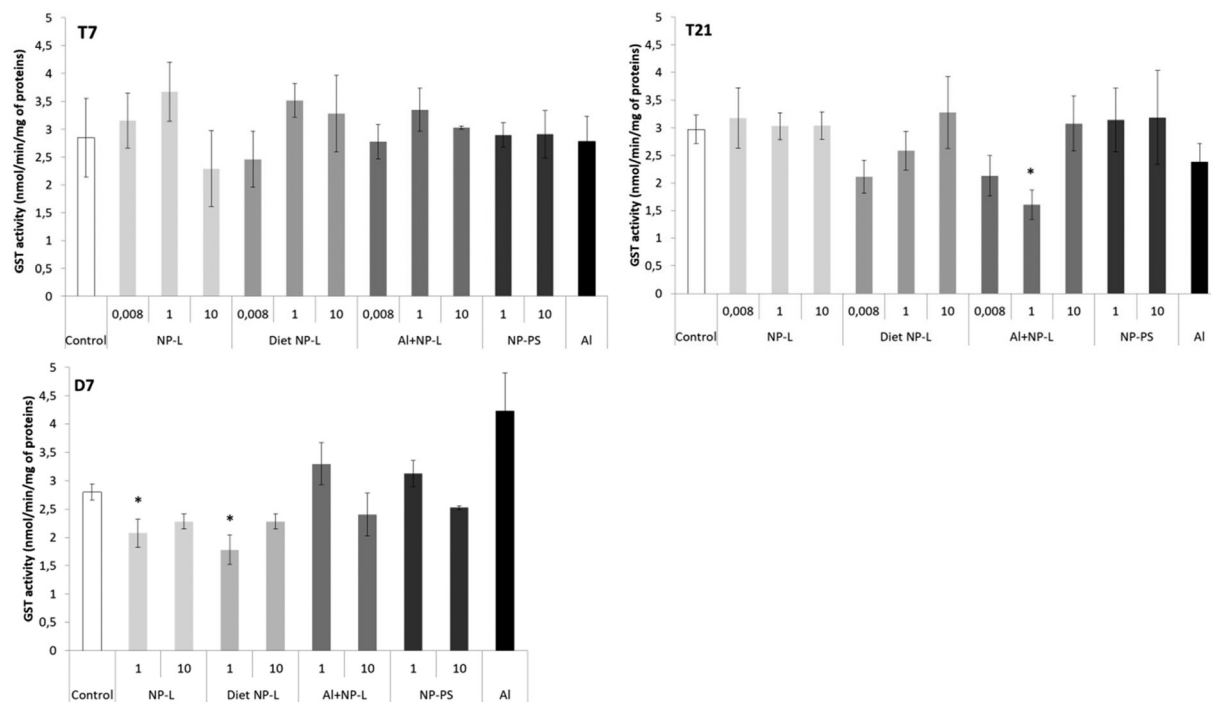 T7
GST activity (nmol/min/mg of proteins)
5
4,5
4
3,5
3
2,5
2
1,5
1
0,5
0
0,008 1 10 0,008 1 10 0,008 1 10 1 10
Control NP-L Diet NP-L Al+NP-L NP-PS Al
T21
GST activity (nmol/min/mg of proteins)
5
4,5
4
3,5
3
2,5
2
1,5
1
0,5
0
*
0,008 1 10 0,008 1 10 0,008 1 10 1 10
Control NP-L Diet NP-L Al+NP-L NP-PS Al
D7
GST activity (nmol/min/mg of proteins)
5
4,5
4
3,5
3
2,5
2
1,5
1
0,5
0
* *
1 10 1 10 1 10 1 10
Control NP-L Diet NP-L Al+NP-L NP-PS Al